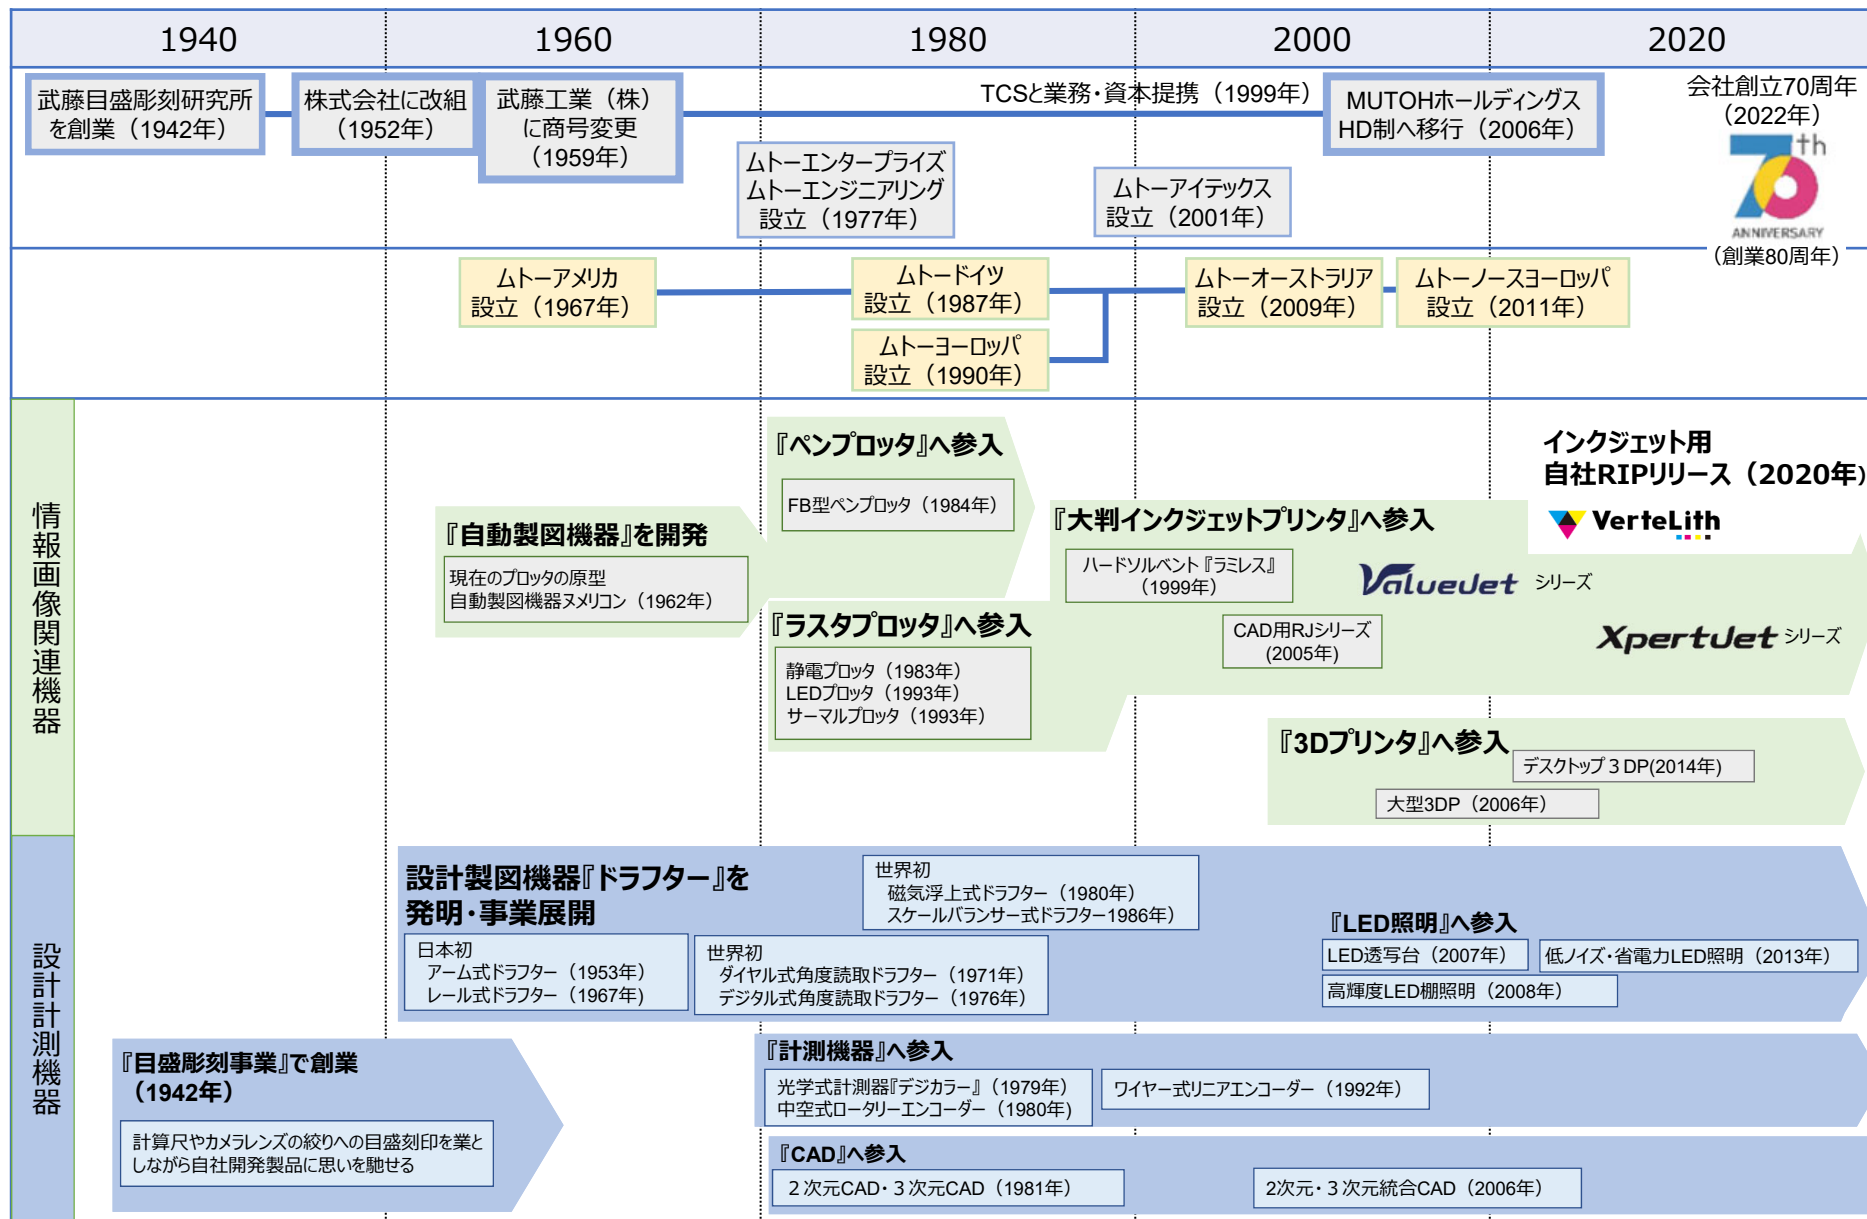 1940
1960
1980
2000
2020
武藤目盛彫刻研究所
を創業（1942年）
株式会社に改組
（1952年）
武藤工業（株）
に商号変更
（1959年）
TCSと業務・資本提携（1999年）
MUTOHホールディングス
HD制へ移行（2006年）
会社創立70周年
（2022年）
70th
ANNIVERSARY
（創業80周年）
ムトーエンタープライズ
ムトーエンジニアリング
設立（1977年）
ムトーアイテックス
設立（2001年）
ムトーアメリカ
設立（1967年）
ムトードイツ
設立（1987年）
ムトーオーストラリア
設立（2009年）
ムトーノースヨーロッパ
設立（2011年）
ムトーヨーロッパ
設立（1990年）
情報画像関連機器
『自動製図機器』を開発
現在のプロッタの原型
自動製図機器ヌメリコン（1962年）
『ペンプロッタ』へ参入
FB型ペンプロッタ（1984年）
『ラスタプロッタ』へ参入
静電プロッタ（1983年）
LEDプロッタ（1993年）
サーマルプロッタ（1993年）
『大判インクジェットプリンタ』へ参入
ハードソルベント『ラミレス』
（1999年）
CAD用RJシリーズ
(2005年)
インクジェット用
自社RIPリリース（2020年）
VerteLith
ValueJet シリーズ
XpertJet シリーズ
『3Dプリンタ』へ参入
デスクトップ３DP(2014年)
大型3DP（2006年）
設計計測機器
設計製図機器『ドラフター』を
発明・事業展開
日本初
アーム式ドラフター（1953年）
レール式ドラフター（1967年)
世界初
ダイヤル式角度読取ドラフター（1971年）
デジタル式角度読取ドラフター（1976年）
世界初
磁気浮上式ドラフター（1980年）
スケールバランサー式ドラフター1986年）
『LED照明』へ参入
LED透写台（2007年）
低ノイズ・省電力LED照明（2013年）
高輝度LED棚照明（2008年）
『目盛彫刻事業』で創業
（1942年）
計算尺やカメラレンズの絞りへの目盛刻印を業と
しながら自社開発製品に思いを馳せる
『計測機器』へ参入
光学式計測器『デジカラー』（1979年）
中空式ロータリーエンコーダー（1980年)
ワイヤー式リニアエンコーダー（1992年）
『CAD』へ参入
２次元CAD・３次元CAD（1981年）
2次元・３次元統合CAD（2006年）